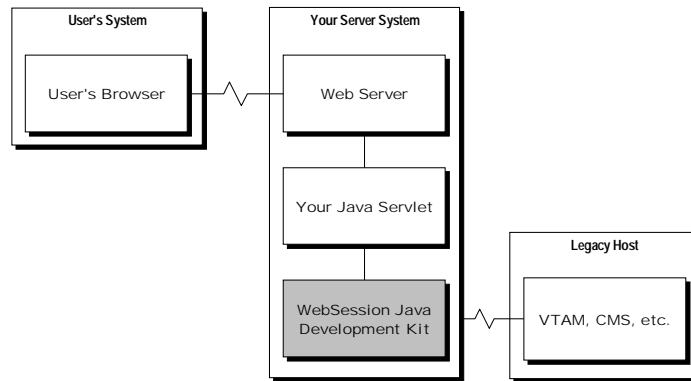 User's System
User's Browser
Your Server System
Web Server
Your Java Servlet
WebSession Java
Development Kit
Legacy Host
VTAM, CMS, etc.